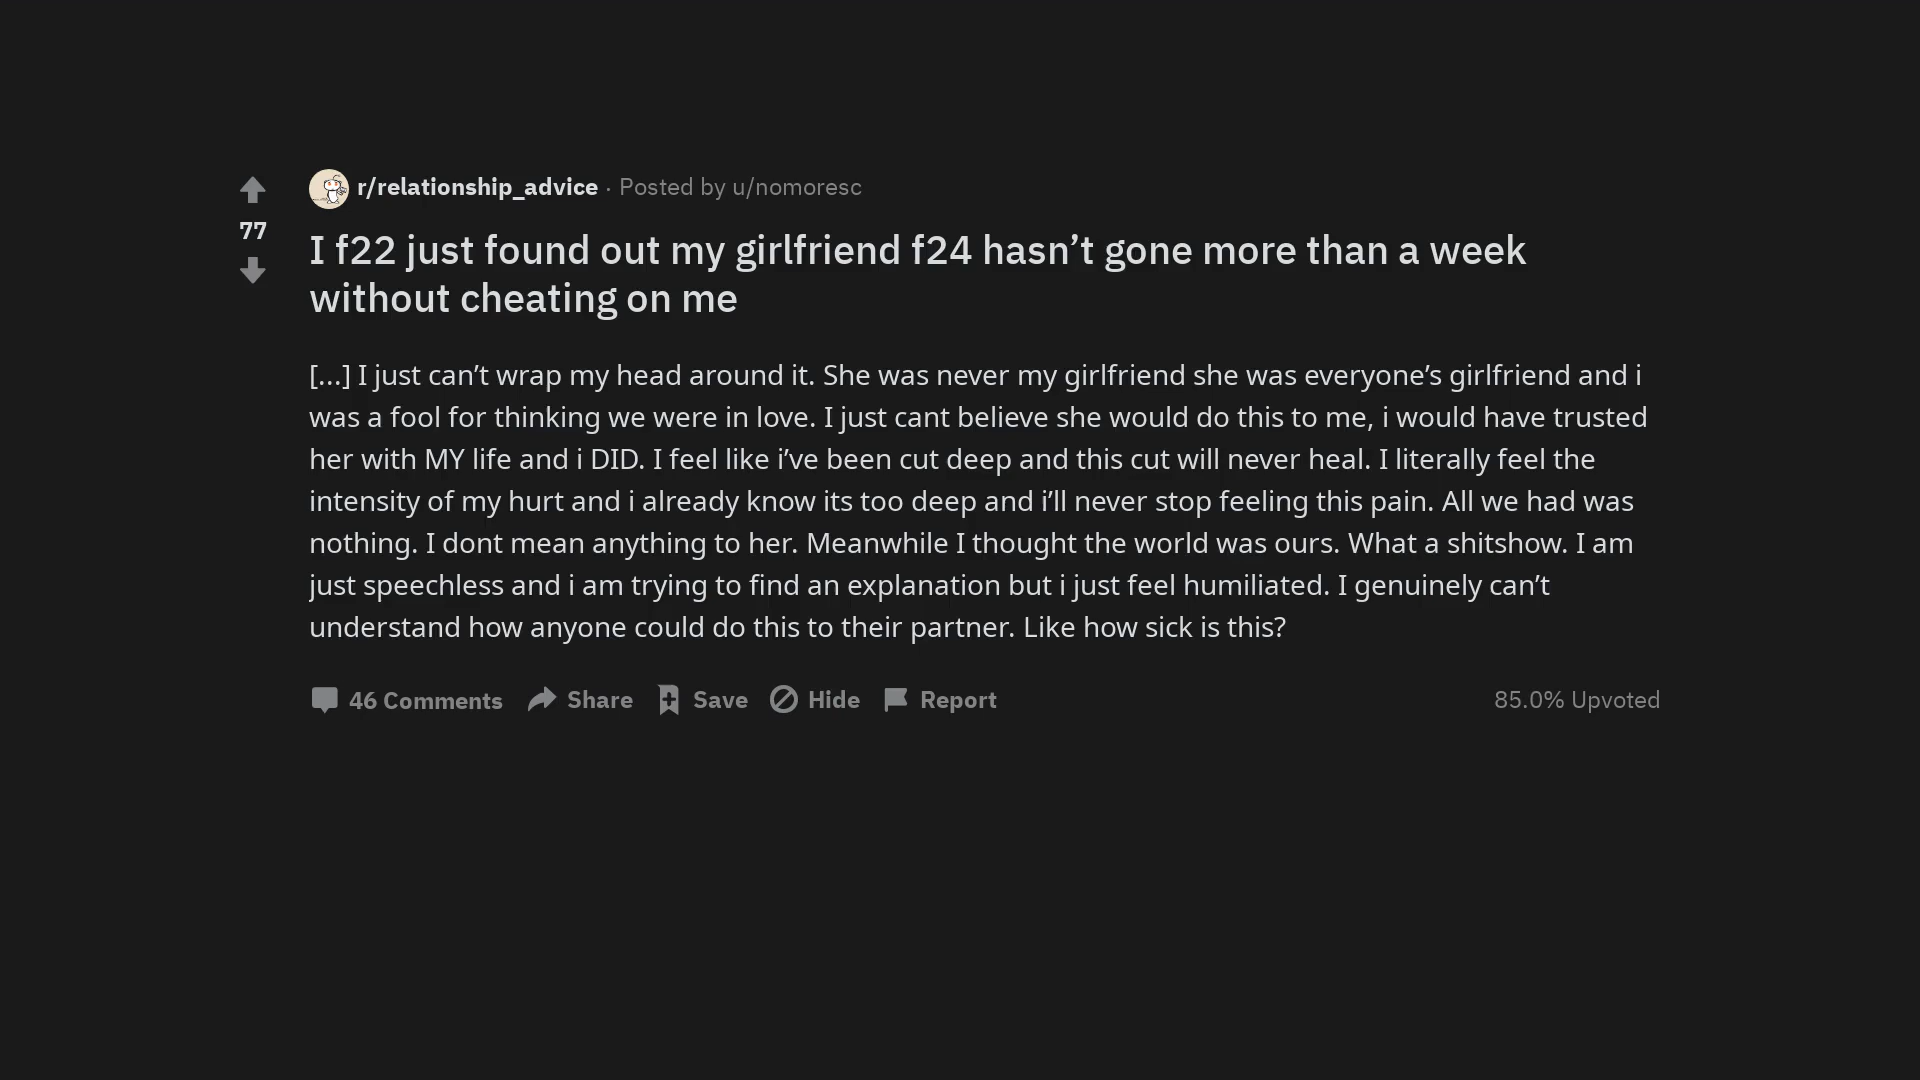 r/relationship_advice · Posted by u/nomoresc
77
I f22 just found out my girlfriend f24 hasn’t gone more than a week
without cheating on me
[...] I just can’t wrap my head around it. She was never my girlfriend she was everyone’s girlfriend and i
was a fool for thinking we were in love. I just cant believe she would do this to me, i would have trusted
her with MY life and i DID. I feel like i’ve been cut deep and this cut will never heal. I literally feel the
intensity of my hurt and i already know its too deep and i’ll never stop feeling this pain. All we had was
nothing. I dont mean anything to her. Meanwhile I thought the world was ours. What a shitshow. I am
just speechless and i am trying to find an explanation but i just feel humiliated. I genuinely can’t
understand how anyone could do this to their partner. Like how sick is this?
46 Comments Share Save Hide Report 85.0% Upvoted